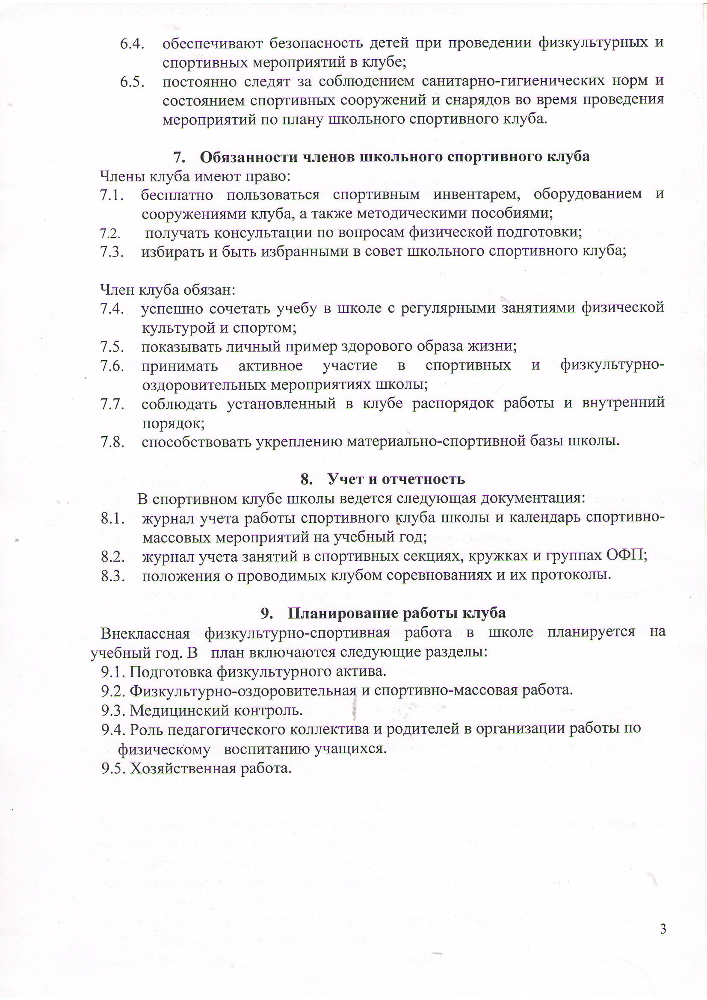 6.4. обеспечивают безопасность детей при проведении физкультурных и
спортивных мероприятий в клубе;
6.5. постоянно следят за соблюдением санитарно-гигиенических норм и
состоянием спортивных сооружений и снарядов во время проведения
мероприятий по плану школьного спортивного клуба.
7. Обязанности членов школьного спортивного клуба
Члены клуба имеют право:
7.1. бесплатно пользоваться спортивным инвентарем, оборудованием и
сооружениями клуба, а также методическими пособиями;
7.2. получать консультации по вопросам физической подготовки;
7.3. избирать и быть избранными в совет школьного спортивного клуба;
Член клуба обязан:
7.4. успешно сочетать учебу в школе с регулярными занятиями физической
культурой и спортом;
7.5. показывать личный пример здорового образа жизни;
7.6. принимать активное участие в спортивных и физкультурно-
оздоровительных мероприятиях школы;
7.7. соблюдать установленный в клубе распорядок работы и внутренний
порядок;
7.8. способствовать укреплению материально-спортивной базы школы.
8. Учет и отчетность
В спортивном клубе школы ведется следующая документация:
8.1. журнал учета работы спортивного клуба школы и календарь спортивно-
массовых мероприятий на учебный год;
8.2. журнал учета занятий в спортивных секциях, кружках и группах ОФП;
8.3. положения о проводимых клубом соревнованиях и их протоколы.
9. Планирование работы клуба
Внеклассная физкультурно-спортивная работа в школе планируется на
учебный год. В план включаются следующие разделы:
9.1. Подготовка физкультурного актива.
9.2. Физкультурно-оздоровительная и спортивно-массовая работа.
9.3. Медицинский контроль.
9.4. Роль педагогического коллектива и родителей в организации работы по
физическому воспитанию учащихся.
9.5. Хозяйственная работа.
3